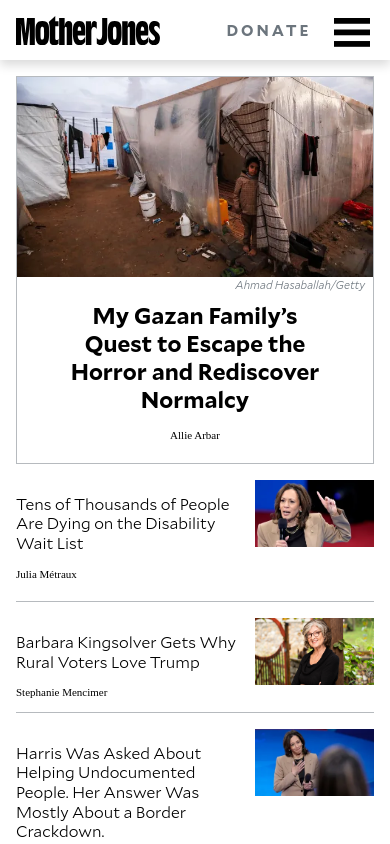 Mother Jones
DONATE
Ahmad Hasaballah/Getty
My Gazan Family’s
Quest to Escape the
Horror and Rediscover
Normalcy
Allie Arbar
Tens of Thousands of People
Are Dying on the Disability
Wait List
Julia Métraux
Barbara Kingsolver Gets Why
Rural Voters Love Trump
Stephanie Mencimer
Harris Was Asked About
Helping Undocumented
People. Her Answer Was
Mostly About a Border
Crackdown.